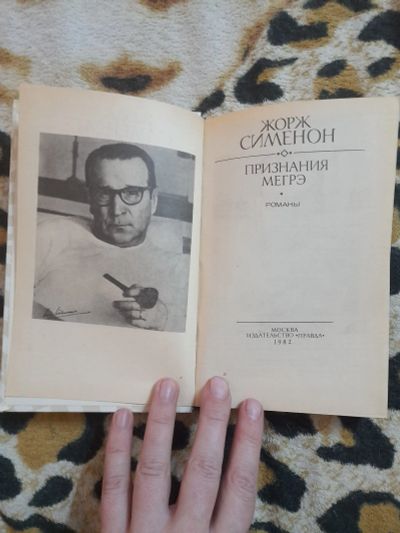 ЖОРЖ
СИМЕНОН
ПРИЗНАНИЯ
МЕГРЭ
РОМАНЫ
МОСКВА
ИЗДАТЕЛЬСТВО «ПРАВДА»
1982